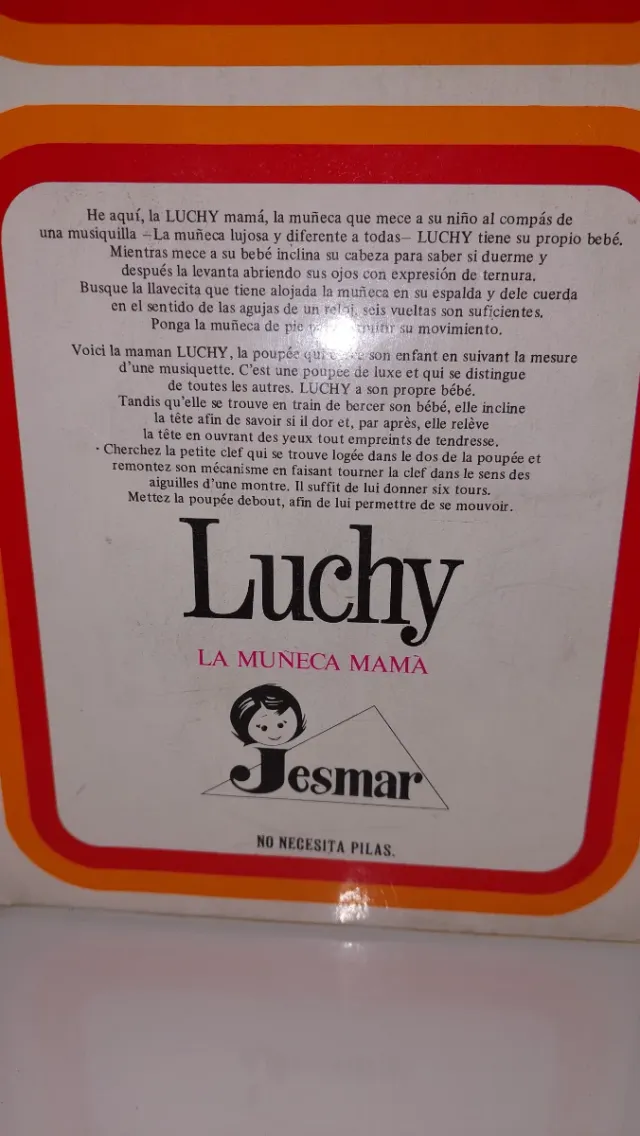 He aquí, la LUCHY mamá, la muñeca que mece a su niño al compás de
una musiquilla –La muñeca lujosa y diferente a todas– LUCHY tiene su propio bebé.
Mientras mece a su bebé inclina su cabeza para saber si duerme y
después la levanta abriendo sus ojos con expresión de ternura.
Busque la llavecita que tiene alojada la muñeca en su espalda y dele cuerda
en el sentido de las agujas de un reloj, seis vueltas son suficientes.
Ponga la muñeca de pie su movimiento.
Voici la maman LUCHY, la poupée son enfant en suivant la mesure
d'une musiquette. C'est une poupée de luxe et qui se distingue
de toutes les autres. LUCHY a son propre bébé.
Tandis qu'elle se trouve en train de bercer son bébé, elle incline
la tête afin de savoir si il dor et, par après, elle relève
la tête en ouvrant des yeux tout empreints de tendresse.
Cherchez la petite clef qui se trouve logée dans le dos de la poupée et
remontez son mécanisme en faisant tourner la clef dans le sens des
aiguilles d'une montre. Il suffit de lui donner six tours.
Mettez la poupée debout, afin de lui permettre de se mouvoir.
Luchy
LA MUÑECA MAMÁ
Jesmar
NO NECESITA PILAS.